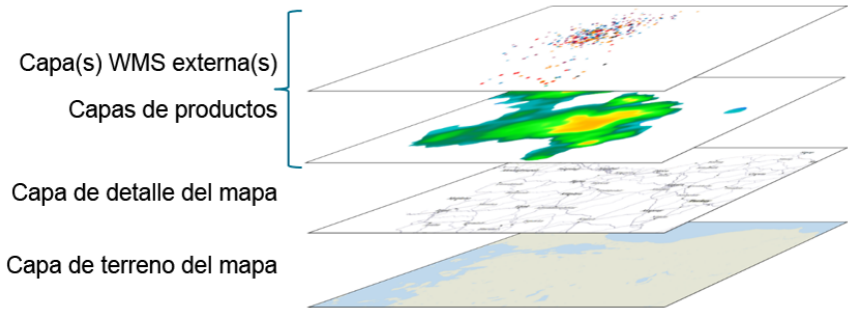 Capa(s) WMS externa(s)
Capas de productos
Capa de detalle del mapa
Capa de terreno del mapa